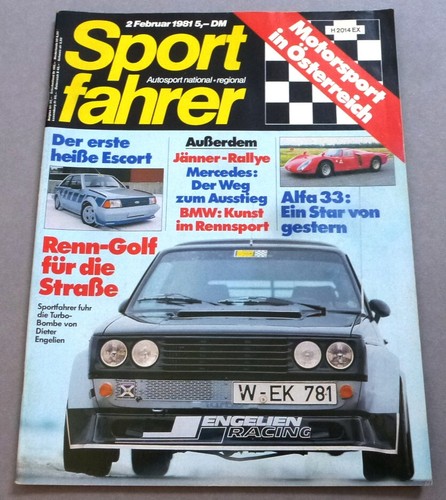 2 Februar 1981 5,– DM
H 2014 EX
Sport
Autosport national · regional
fahrer
Motorsport
in Österreich
Der erste
heiße Escort
Außerdem
Jänner-Rallye
Mercedes:
Der Weg
zum Ausstieg
BMW: Kunst
im Rennsport
Alfa 33:
Ein Star von
gestern
Renn-Golf
für die
Straße
Sportfahrer fuhr
die Turbo-
Bombe von
Dieter
Engelien
W-EK 781
ENGELIEN
RACING